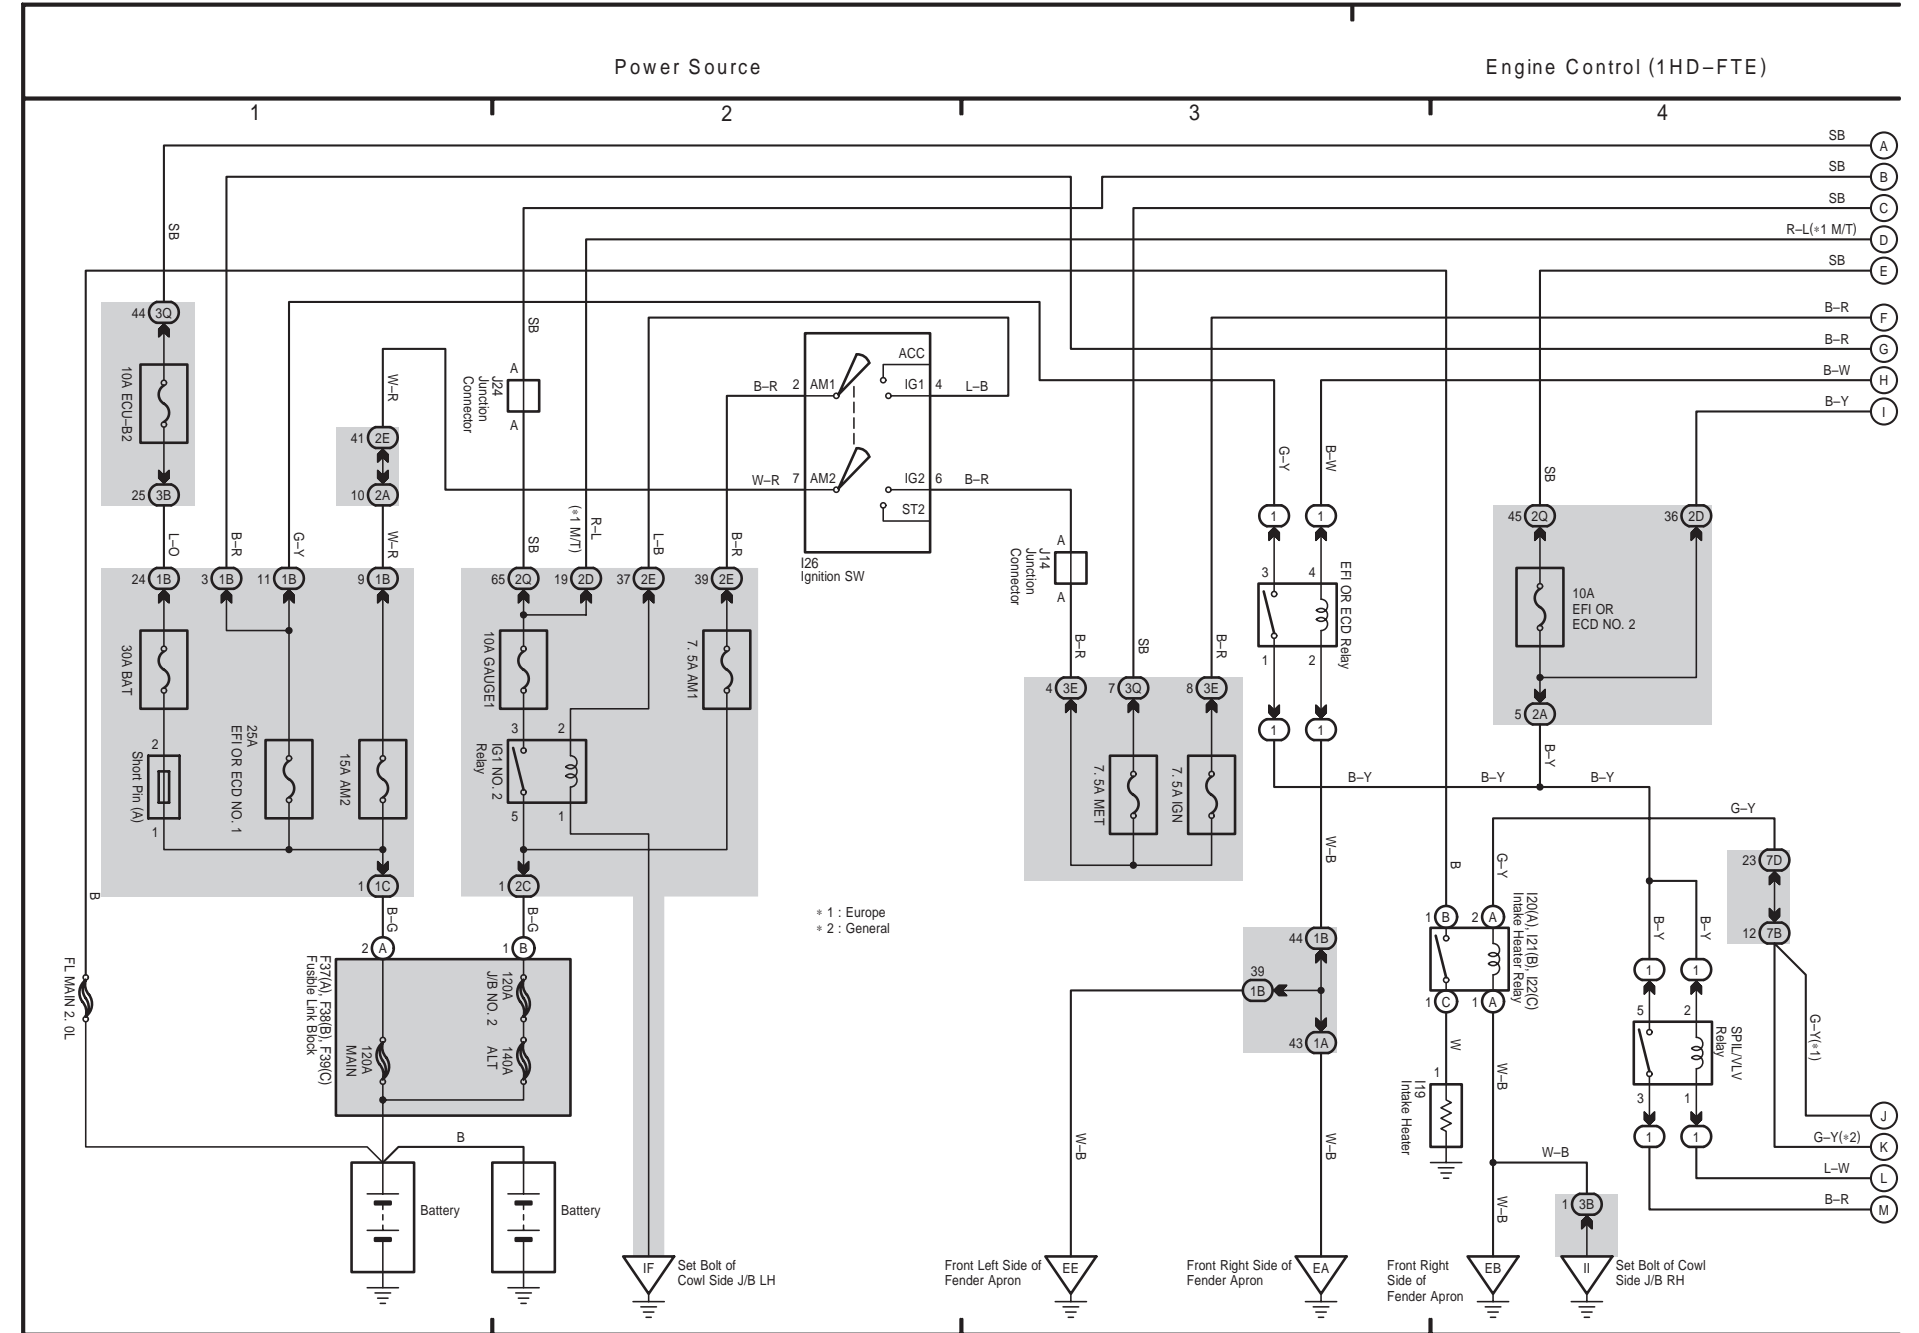 Power Source
Engine Control (1HD–FTE)
1
2
3
4
SB
A
SB
B
SB
C
R–L(∗1 M/T)
D
SB
E
B–R
F
B–R
G
B–W
H
B–Y
I
SB
44 3Q
10A ECU–B2
25 3B
L–O
B–R
G–Y
W–R
41 2E
10 2A
W–R
24 1B
3 1B
11 1B
9 1B
30A BAT
2
Short Pin (A)
1
25A
EFI OR ECD NO. 1
15A AM2
1 1C
B–G
B
FL MAIN 2. 0L
2 A
1 B
F37(A), F38(B), F39(C)
Fusible Link Block
120A
MAIN
120A
J/B NO. 2
140A
ALT
B
Battery
Battery
SB
A
J24
Junction
Connector
A
SB
R–L
(∗1 M/T)
L–B
B–R
65 2Q
19 2D
37 2E
39 2E
10A GAUGE1
7. 5A AM1
3
2
IG1 NO. 2
Relay
5
1
1 2C
B–G
IF
Set Bolt of
Cowl Side J/B LH
B–R 2 AM1
ACC
IG1 4 L–B
W–R 7 AM2
IG2 6 B–R
ST2
I26
Ignition SW
∗ 1 : Europe
∗ 2 : General
A
J14
Junction
Connector
A
B–R
SB
B–R
4 3E
7 3Q
8 3E
7. 5A MET
7. 5A IGN
G–Y
B–W
1
1
3
4
EFI OR ECD Relay
1
2
1
1
B–Y
B–Y
B–Y
W–B
44 1B
39
1B
43 1A
W–B
W–B
Front Left Side of
Fender Apron
EE
Front Right Side of
Fender Apron
EA
SB
45 2Q
36 2D
10A
EFI OR
ECD NO. 2
5 2A
B–Y
B
G–Y
G–Y
1 B
2 A
I20(A), I21(B), I22(C)
Intake Heater Relay
1 C
1 A
W
W–B
1
I19
Intake Heater
W–B
W–B
1 3B
Front Right
Side of
Fender Apron
EB
II
Set Bolt of Cowl
Side J/B RH
23 7D
12 7B
B–Y
B–Y
1
1
5
2
SPIL/VLV
Relay
3
1
1
1
G–Y(∗1)
J
G–Y(∗2)
K
L–W
L
B–R
M